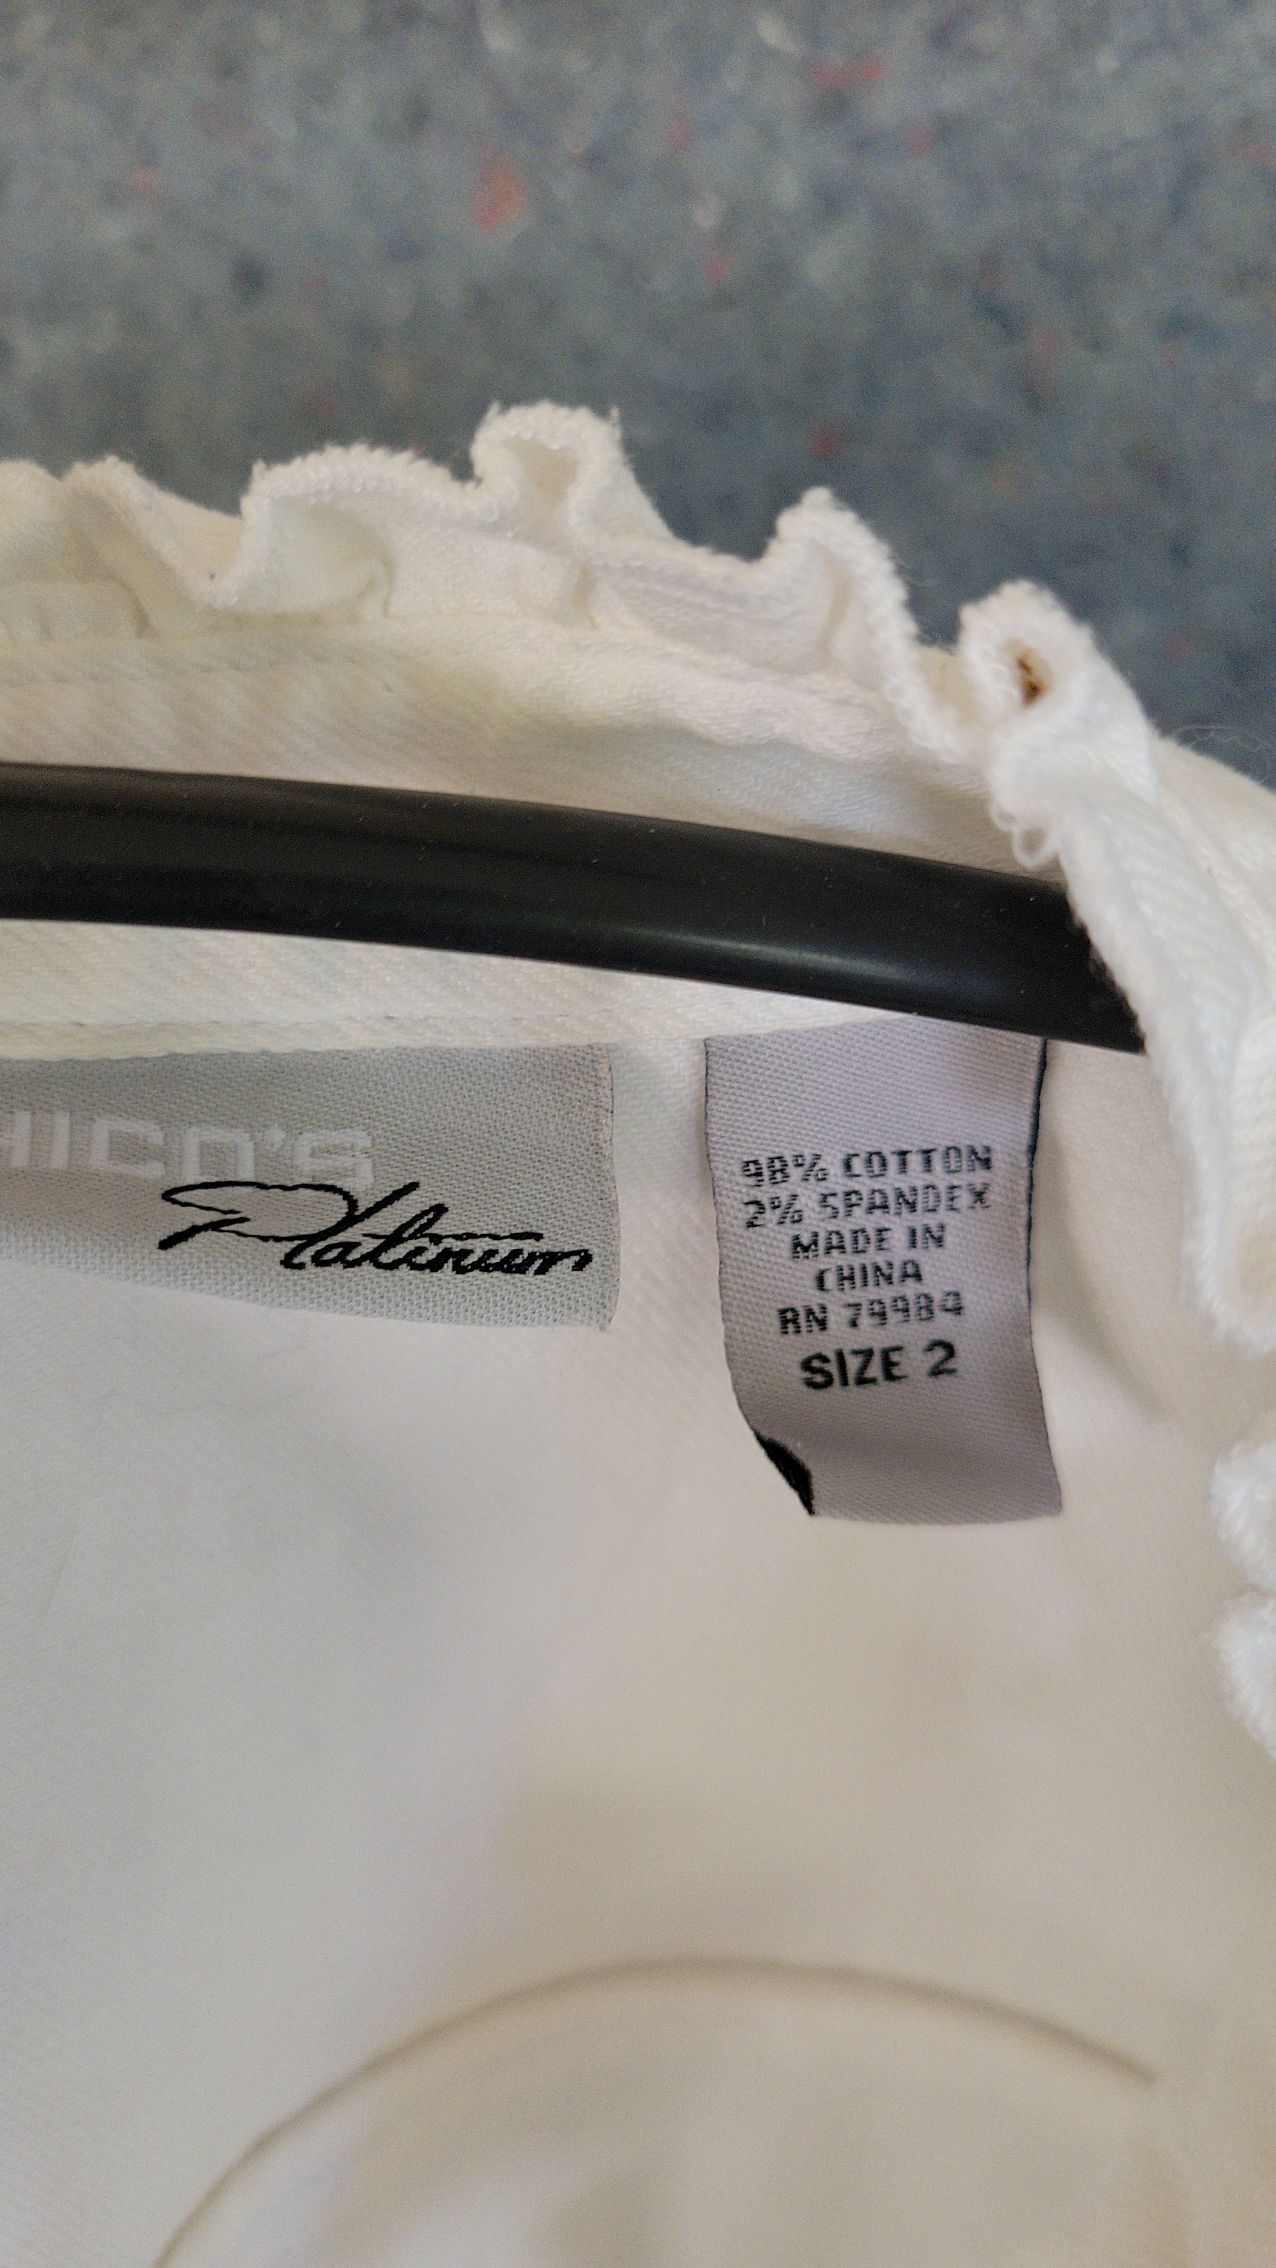 HICO'S
Platinum
98% COTTON
2% SPANDEX
MADE IN
CHINA
RN 79984
SIZE 2